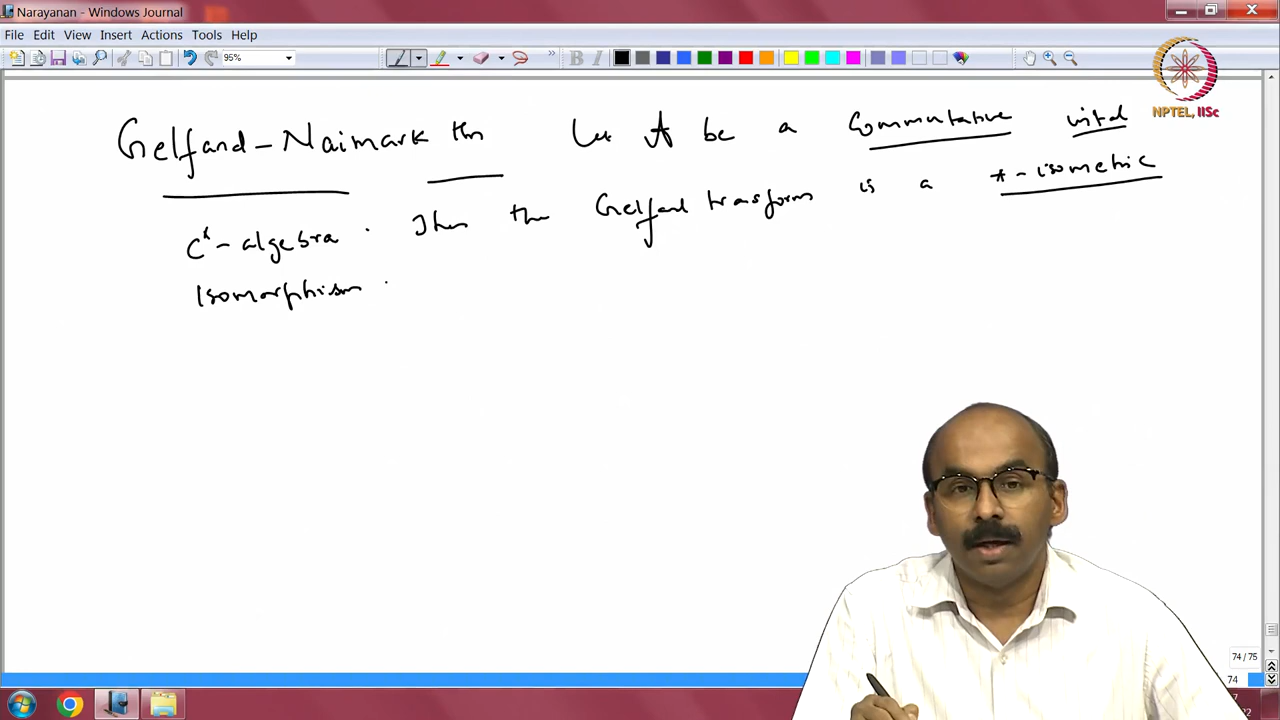 Narayanan - Windows Journal
File Edit View Insert Actions Tools Help
95%
NPTEL, IISc
Gelfand-Naimark thm Let A be a Commutative unital
C*-algebra. Then the Gelfand transform is a *-isometric
Isomorphism.
74/75
74